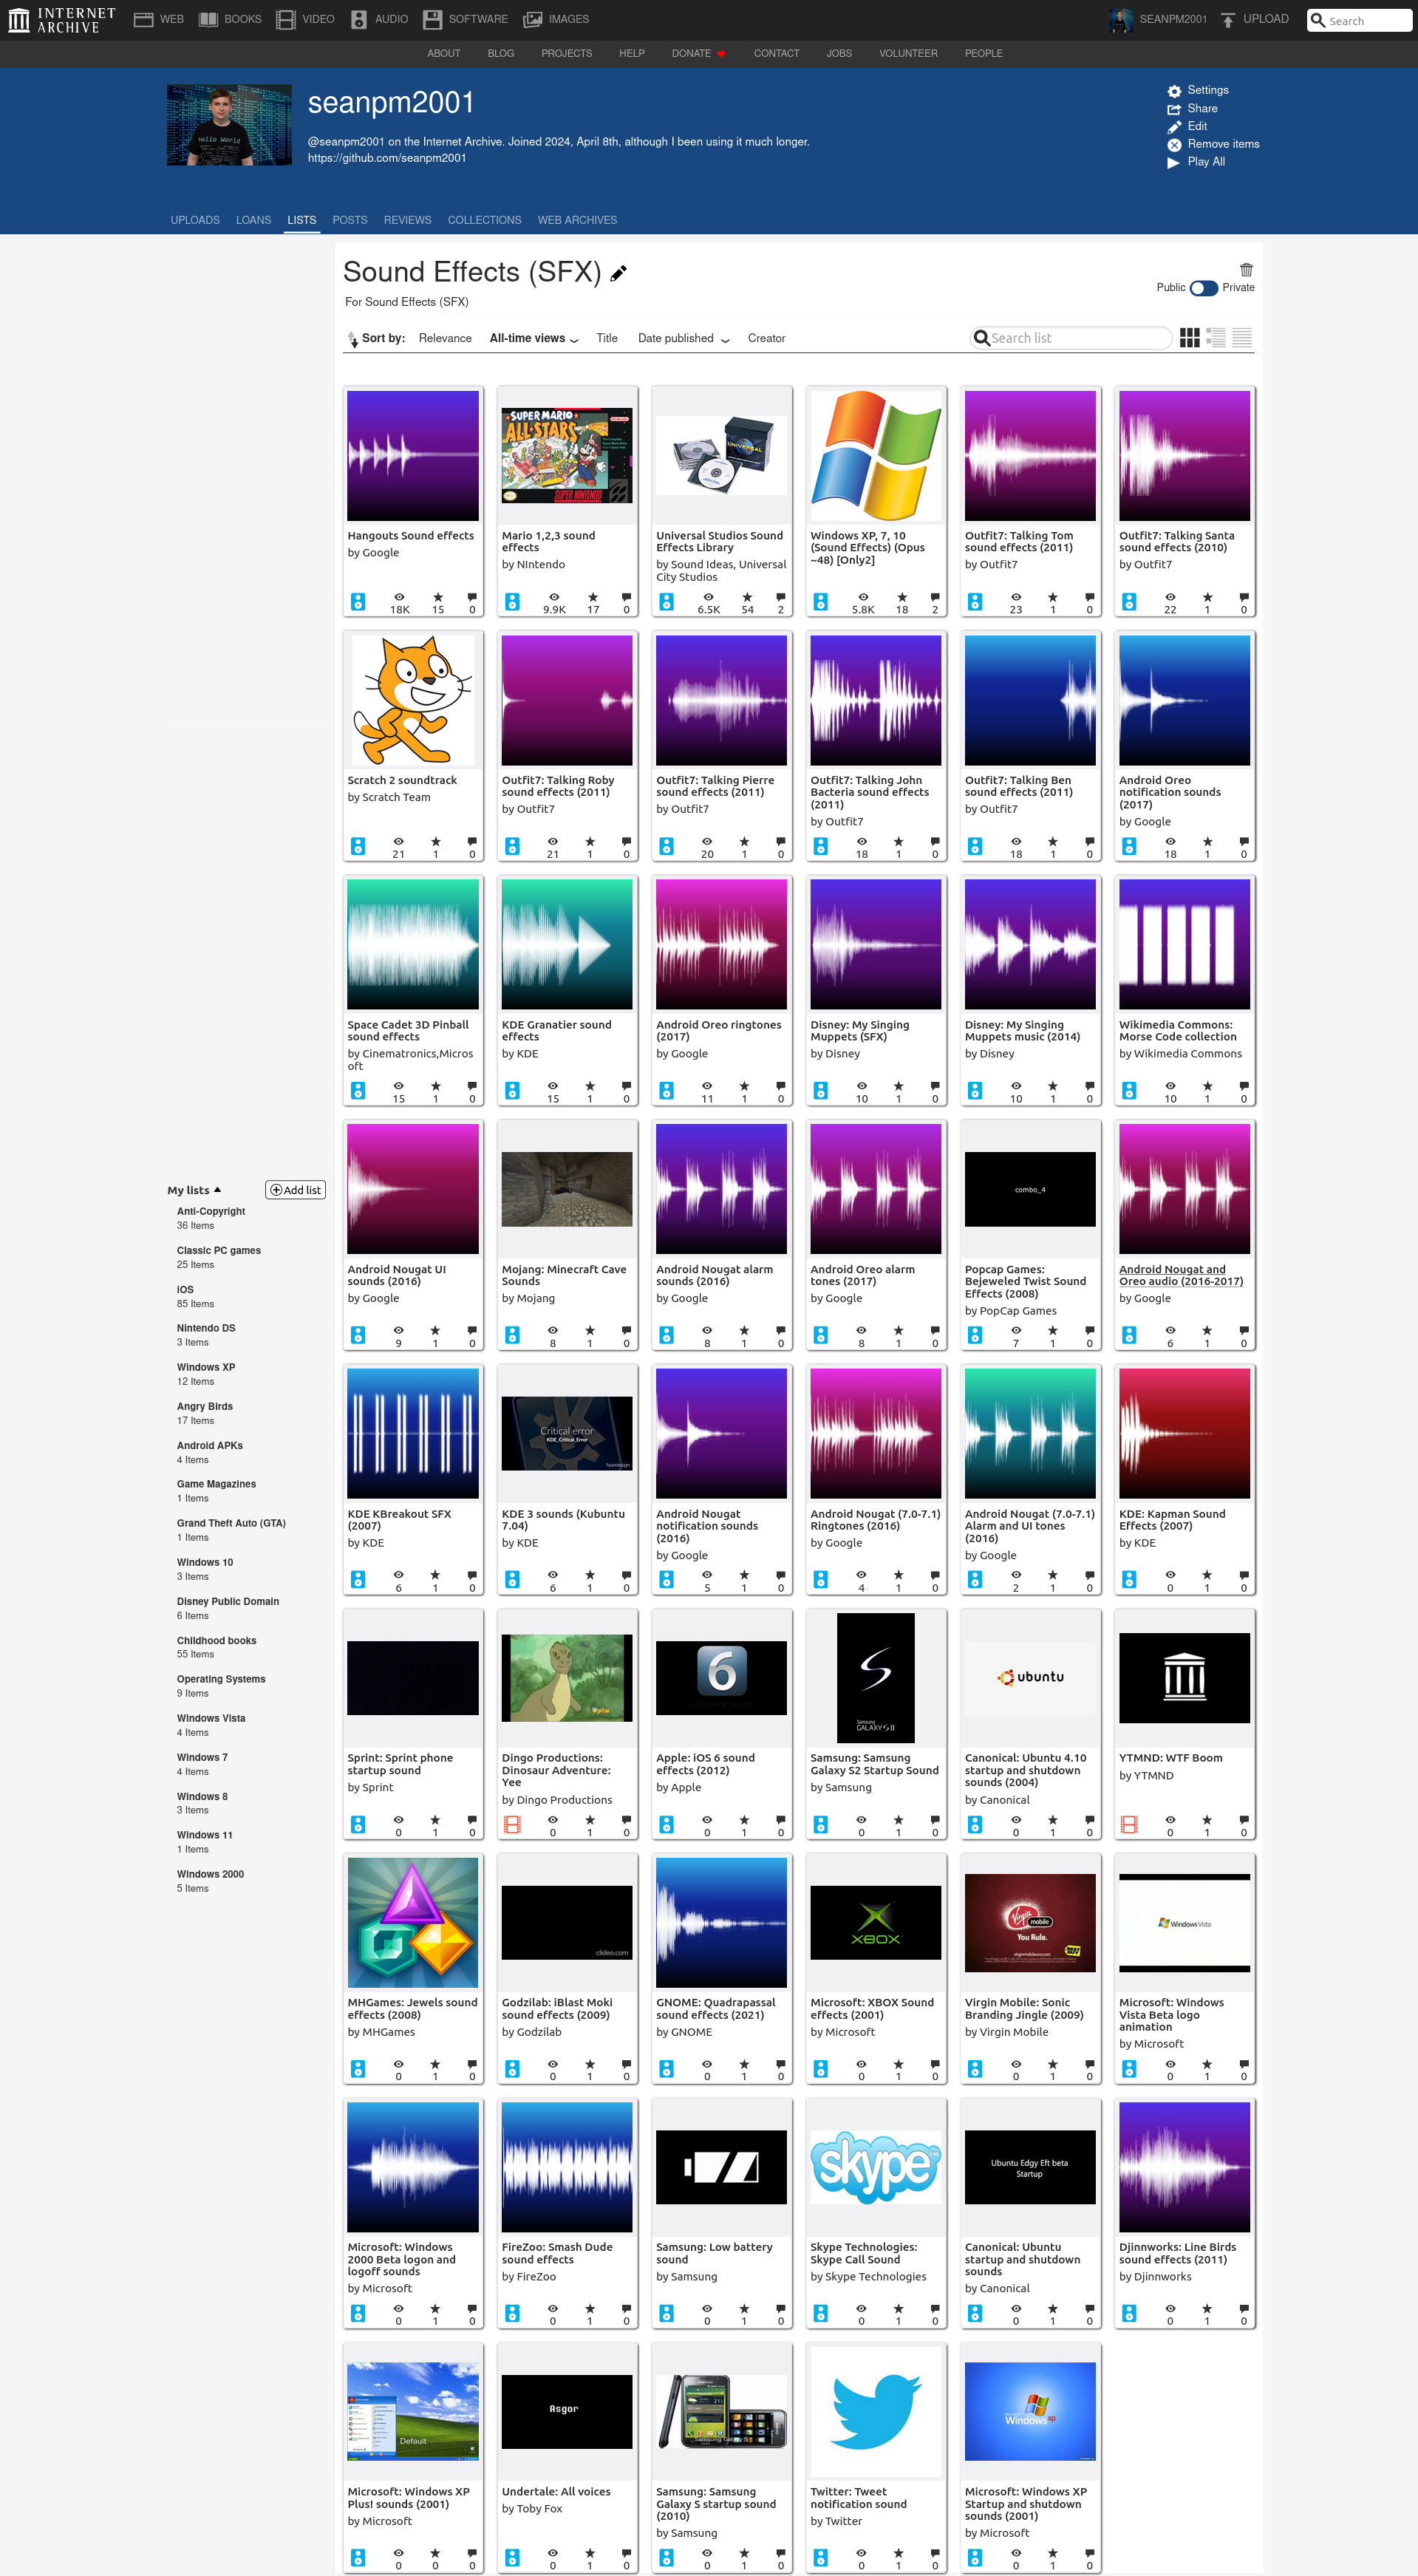 INTERNET ARCHIVE
WEB BOOKS VIDEO AUDIO SOFTWARE IMAGES SEANPM2001 UPLOAD Search
ABOUT BLOG PROJECTS HELP DONATE CONTACT JOBS VOLUNTEER PEOPLE
seanpm2001
@seanpm2001 on the Internet Archive. Joined 2024, April 8th, although I been using it much longer.
https://github.com/seanpm2001
Settings
Share
Edit
Remove items
Play All
UPLOADS LOANS LISTS POSTS REVIEWS COLLECTIONS WEB ARCHIVES
Sound Effects (SFX)
Public Private
For Sound Effects (SFX)
Sort by: Relevance All-time views Title Date published Creator Search list
My lists Add list
Anti-Copyright
36 Items
Classic PC games
25 Items
iOS
85 Items
Nintendo DS
3 Items
Windows XP
12 Items
Angry Birds
17 Items
Android APKs
4 Items
Game Magazines
1 Items
Grand Theft Auto (GTA)
1 Items
Windows 10
3 Items
Disney Public Domain
6 Items
Childhood books
55 Items
Operating Systems
9 Items
Windows Vista
4 Items
Windows 7
4 Items
Windows 8
3 Items
Windows 11
1 Items
Windows 2000
5 Items
Hangouts Sound effects
by Google
18K 15 0
SUPER MARIO
ALL-STARS
SUPER NINTENDO
Mario 1,2,3 sound
effects
by NIntendo
9.9K 17 0
UNIVERSAL
Universal Studios Sound
Effects Library
by Sound Ideas, Universal
City Studios
6.5K 54 2
Windows XP, 7, 10
(Sound Effects) (Opus
~48) [Only2]
5.8K 18 2
Outfit7: Talking Tom
sound effects (2011)
by Outfit7
23 1 0
Outfit7: Talking Santa
sound effects (2010)
by Outfit7
22 1 0
Scratch 2 soundtrack
by Scratch Team
21 1 0
Outfit7: Talking Roby
sound effects (2011)
by Outfit7
21 1 0
Outfit7: Talking Pierre
sound effects (2011)
by Outfit7
20 1 0
Outfit7: Talking John
Bacteria sound effects
(2011)
by Outfit7
18 1 0
Outfit7: Talking Ben
sound effects (2011)
by Outfit7
18 1 0
Android Oreo
notification sounds
(2017)
by Google
18 1 0
Space Cadet 3D Pinball
sound effects
by Cinematronics,Micros
oft
15 1 0
KDE Granatier sound
effects
by KDE
15 1 0
Android Oreo ringtones
(2017)
by Google
11 1 0
Disney: My Singing
Muppets (SFX)
by Disney
10 1 0
Disney: My Singing
Muppets music (2014)
by Disney
10 1 0
Wikimedia Commons:
Morse Code collection
by Wikimedia Commons
10 1 0
Android Nougat UI
sounds (2016)
by Google
9 1 0
Mojang: Minecraft Cave
Sounds
by Mojang
8 1 0
Android Nougat alarm
sounds (2016)
by Google
8 1 0
Android Oreo alarm
tones (2017)
by Google
8 1 0
combo_4
Popcap Games:
Bejeweled Twist Sound
Effects (2008)
by PopCap Games
7 1 0
Android Nougat and
Oreo audio (2016-2017)
by Google
6 1 0
KDE KBreakout SFX
(2007)
by KDE
6 1 0
Critical error
KDE_Critical_Error
KDE 3 sounds (Kubuntu
7.04)
by KDE
6 1 0
Android Nougat
notification sounds
(2016)
by Google
5 1 0
Android Nougat (7.0-7.1)
Ringtones (2016)
by Google
4 1 0
Android Nougat (7.0-7.1)
Alarm and UI tones
(2016)
by Google
2 1 0
KDE: Kapman Sound
Effects (2007)
by KDE
0 1 0
Sprint: Sprint phone
startup sound
by Sprint
0 1 0
Dingo Productions:
Dinosaur Adventure:
Yee
by Dingo Productions
0 1 0
6
Apple: iOS 6 sound
effects (2012)
by Apple
0 1 0
Samsung
GALAXY S II
Samsung: Samsung
Galaxy S2 Startup Sound
by Samsung
0 1 0
ubuntu
Canonical: Ubuntu 4.10
startup and shutdown
sounds (2004)
by Canonical
0 1 0
YTMND: WTF Boom
by YTMND
0 1 0
MHGames: Jewels sound
effects (2008)
by MHGames
0 1 0
clideo.com
Godzilab: iBlast Moki
sound effects (2009)
by Godzilab
0 1 0
GNOME: Quadrapassal
sound effects (2021)
by GNOME
0 1 0
XBOX
Microsoft: XBOX Sound
effects (2001)
by Microsoft
0 1 0
Virgin mobile
You Rule.
Virgin Mobile: Sonic
Branding Jingle (2009)
by Virgin Mobile
0 1 0
Windows Vista
Microsoft: Windows
Vista Beta logo
animation
by Microsoft
0 1 0
Microsoft: Windows
2000 Beta logon and
logoff sounds
by Microsoft
0 1 0
FireZoo: Smash Dude
sound effects
by FireZoo
0 1 0
Samsung: Low battery
sound
by Samsung
0 1 0
skype
Skype Technologies:
Skype Call Sound
by Skype Technologies
0 1 0
Ubuntu Edgy Eft beta
Startup
Canonical: Ubuntu
startup and shutdown
sounds
by Canonical
0 1 0
Djinnworks: Line Birds
sound effects (2011)
by Djinnworks
0 1 0
Default
Microsoft: Windows XP
Plus! sounds (2001)
by Microsoft
0 0 0
Asgor
Undertale: All voices
by Toby Fox
0 1 0
Samsung: Samsung
Galaxy S startup sound
(2010)
by Samsung
0 1 0
Twitter: Tweet
notification sound
by Twitter
0 1 0
Windows xp
Microsoft: Windows XP
Startup and shutdown
sounds (2001)
by Microsoft
0 1 0